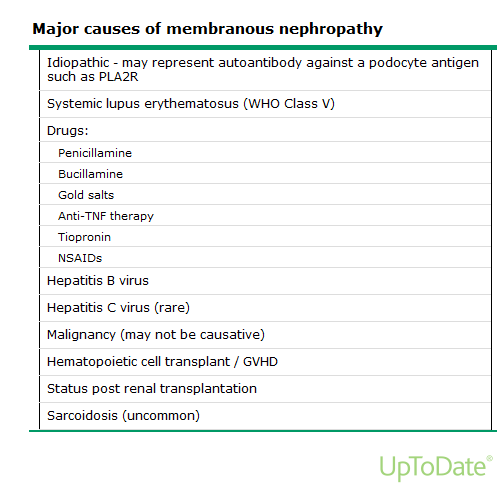 Major causes of membranous nephropathy
Idiopathic - may represent autoantibody against a podocyte antigen
such as PLA2R
Systemic lupus erythematosus (WHO Class V)
Drugs:
Penicillamine
Bucillamine
Gold salts
Anti-TNF therapy
Tiopronin
NSAIDs
Hepatitis B virus
Hepatitis C virus (rare)
Malignancy (may not be causative)
Hematopoietic cell transplant / GVHD
Status post renal transplantation
Sarcoidosis (uncommon)
UpToDate®